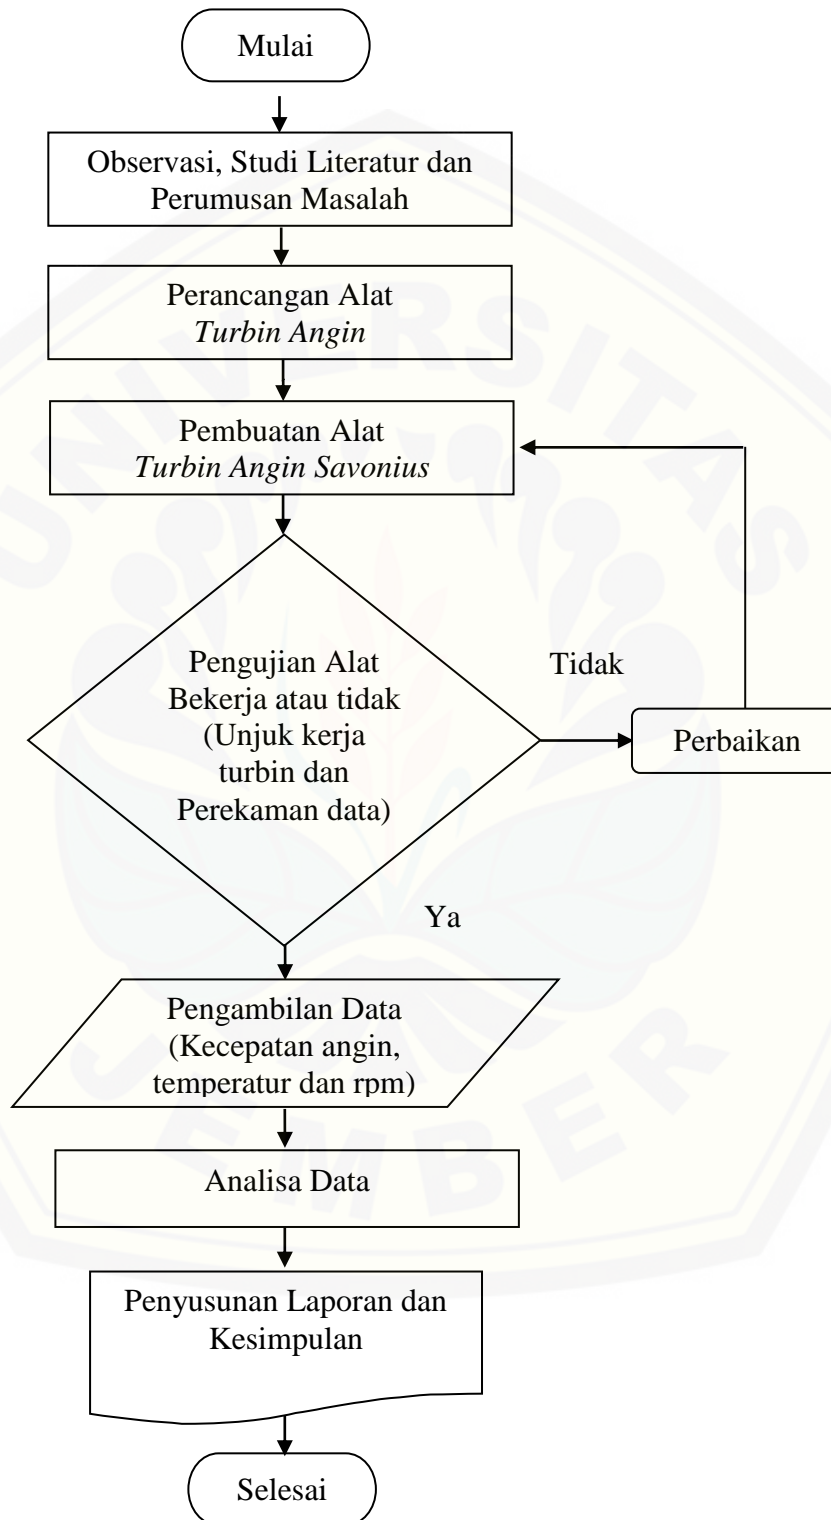 Mulai
Observasi, Studi Literatur dan
Perumusan Masalah
Perancangan Alat
Turbin Angin
Pembuatan Alat
Turbin Angin Savonius
Pengujian Alat
Bekerja atau tidak
(Unjuk kerja
turbin dan
Perekaman data)
Tidak
Perbaikan
Ya
Pengambilan Data
(Kecepatan angin,
temperatur dan rpm)
Analisa Data
Penyusunan Laporan dan
Kesimpulan
Selesai
UNIVERSITAS
JEMBER